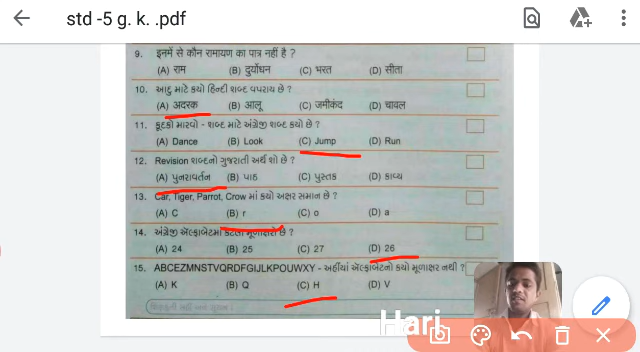 std -5 g. k. .pdf
9. इनमें से कौन रामायण का पात्र नहीं है ?
(A) राम (B) दुर्योधन (C) भरत (D) सीता
10. આદુ માટે કયો હિન્દી શબ્દ વપરાય છે ?
(A) अदरक (B) आलू (C) जमीकंद (D) चावल
11. કૂદકો મારવો - શબ્દ માટે અંગ્રેજી શબ્દ કયો છે ?
(A) Dance (B) Look (C) Jump (D) Run
12. Revision શબ્દનો ગુજરાતી અર્થ શો છે ?
(A) પુનરાવર્તન (B) પાઠ (C) પુસ્તક (D) કાવ્ય
13. Car, Tiger, Parrot, Crow માં કયો અક્ષર સમાન છે ?
(A) C (B) r (C) o (D) a
14. અંગ્રેજી ઍલ્ફાબેટમાં કેટલા મૂળાક્ષરો છે ?
(A) 24 (B) 25 (C) 27 (D) 26
15. ABCEZMNSTVQRDFGIJLKPOUWXY - અહીંયાં ઍલ્ફાબેટનો કયો મૂળાક્ષર નથી ?
(A) K (B) Q (C) H (D) V
Hari